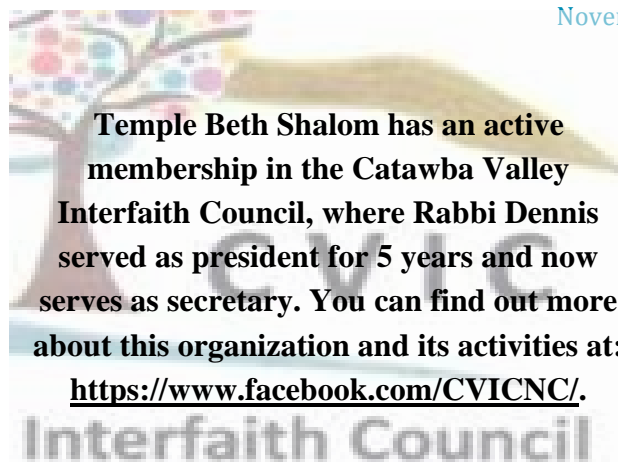 Temple Beth Shalom has an active
membership in the Catawba Valley
Interfaith Council, where Rabbi Dennis
served as president for 5 years and now
serves as secretary. You can find out more
about this organization and its activities at:
https://www.facebook.com/CVICNC/.
CVIC
Interfaith Council